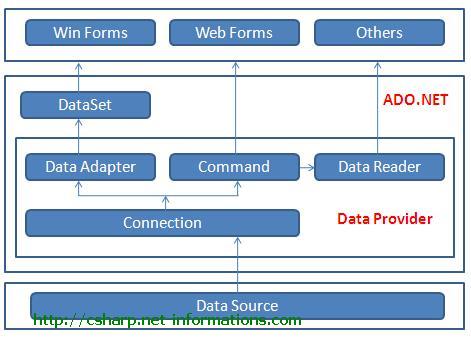 Win Forms
Web Forms
Others
DataSet
ADO.NET
Data Adapter
Command
Data Reader
Connection
Data Provider
Data Source
http://csharp.net-informations.com